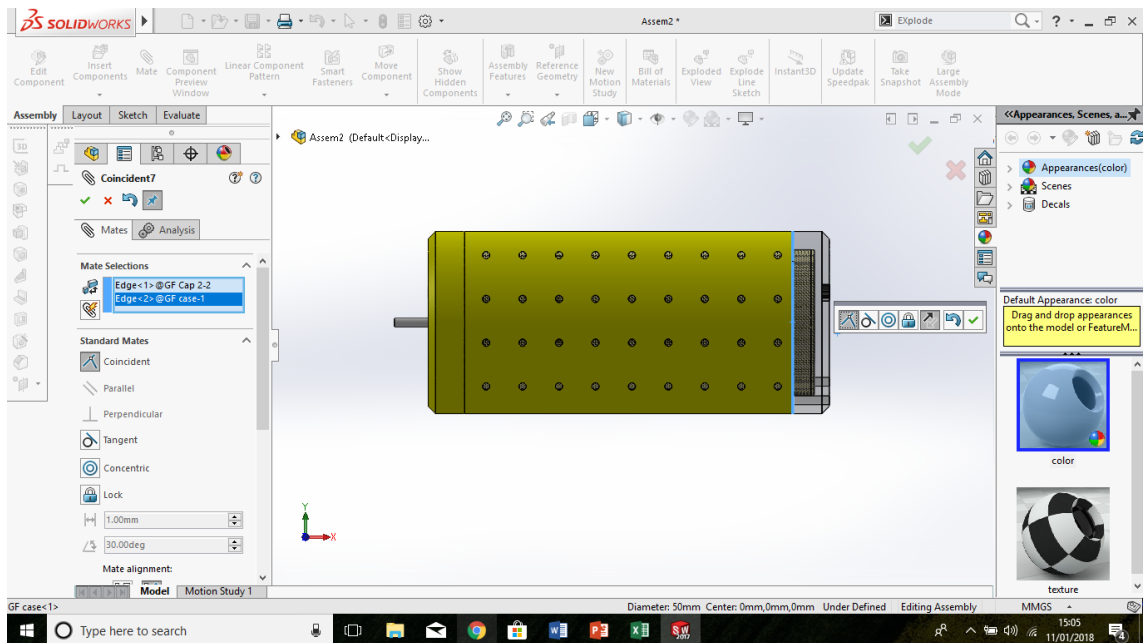 SOLIDWORKS
Assem2 *
EXplode
Edit Component
Insert Components
Mate
Component Preview Window
Linear Component Pattern
Smart Fasteners
Move Component
Show Hidden Components
Assembly Features
Reference Geometry
New Motion Study
Bill of Materials
Exploded View
Explode Line Sketch
Instant3D
Update Speedpak
Take Snapshot
Large Assembly Mode
Assembly
Layout
Sketch
Evaluate
Assem2 (Default<Display...
<<Appearances, Scenes, a...
Coincident7
Mates
Analysis
Mate Selections
Edge<1>@GF Cap 2-2
Edge<2>@GF case-1
Standard Mates
Coincident
Parallel
Perpendicular
Tangent
Concentric
Lock
1.00mm
30.00deg
Mate alignment:
Y
X
Appearances(color)
Scenes
Decals
Default Appearance: color
Drag and drop appearances
onto the model or FeatureM...
color
texture
Model
Motion Study 1
GF case<1>
Diameter: 50mm Center: 0mm,0mm,0mm
Under Defined
Editing Assembly
MMGS
Type here to search
15:05
11/01/2018